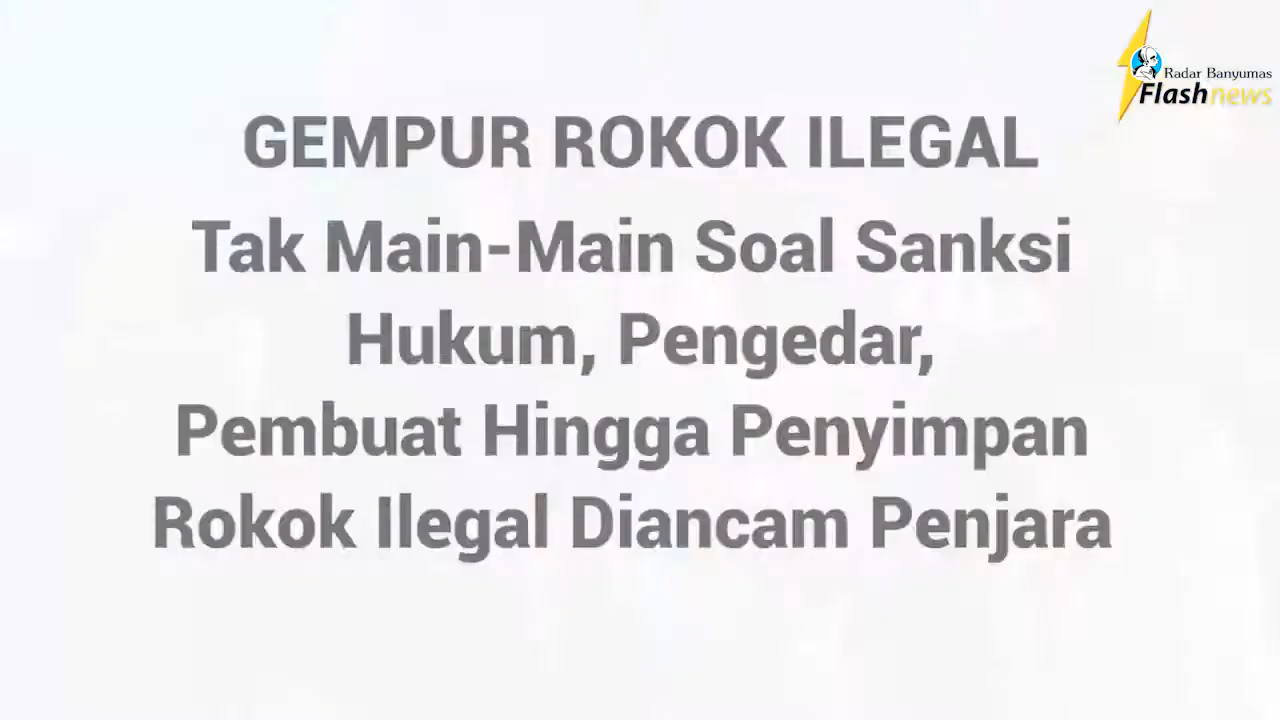 Radar Banyumas
Flashnews
GEMPUR ROKOK ILEGAL
Tak Main-Main Soal Sanksi
Hukum, Pengedar,
Pembuat Hingga Penyimpan
Rokok Ilegal Diancam Penjara